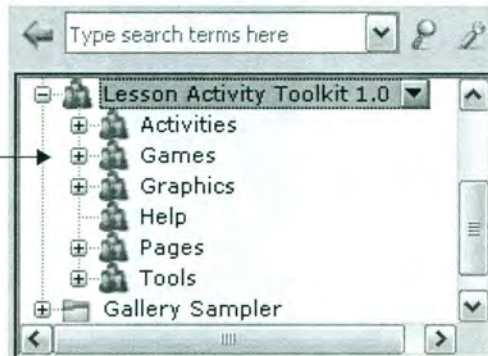 Type search terms here
Lesson Activity Toolkit 1.0
Activities
Games
Graphics
Help
Pages
Tools
Gallery Sampler